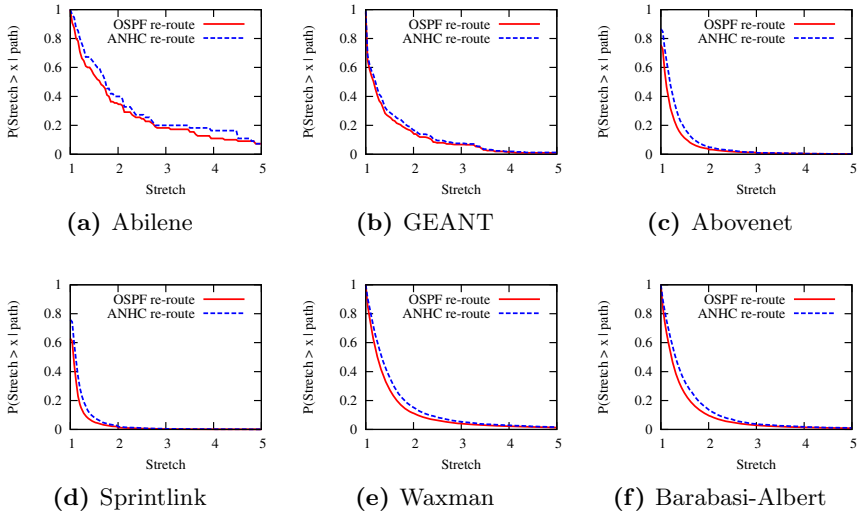 1
0.8
0.6
0.4
0.2
0
P(Stretch > x | path)
OSPF re-route
ANHC re-route
1 2 3 4 5
Stretch
(a) Abilene
1
0.8
0.6
0.4
0.2
0
P(Stretch > x | path)
OSPF re-route
ANHC re-route
1 2 3 4 5
Stretch
(b) GEANT
1
0.8
0.6
0.4
0.2
0
P(Stretch > x | path)
OSPF re-route
ANHC re-route
1 2 3 4 5
Stretch
(c) Abovenet
1
0.8
0.6
0.4
0.2
0
P(Stretch > x | path)
OSPF re-route
ANHC re-route
1 2 3 4 5
Stretch
(d) Sprintlink
1
0.8
0.6
0.4
0.2
0
P(Stretch > x | path)
OSPF re-route
ANHC re-route
1 2 3 4 5
Stretch
(e) Waxman
1
0.8
0.6
0.4
0.2
0
P(Stretch > x | path)
OSPF re-route
ANHC re-route
1 2 3 4 5
Stretch
(f) Barabasi-Albert